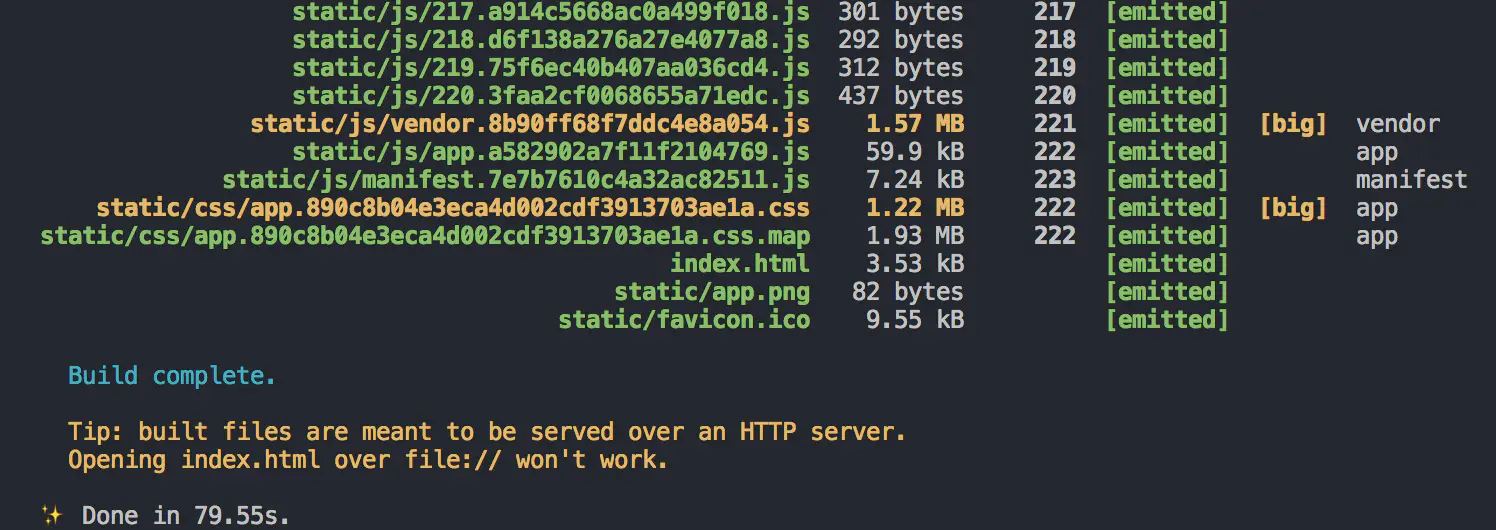 static/js/217.a914c5668ac0a499f018.js 301 bytes 217 [emitted]
static/js/218.d6f138a276a27e4077a8.js 292 bytes 218 [emitted]
static/js/219.75f6ec40b407aa036cd4.js 312 bytes 219 [emitted]
static/js/220.3faa2cf0068655a71edc.js 437 bytes 220 [emitted]
static/js/vendor.8b90ff68f7ddc4e8a054.js 1.57 MB 221 [emitted] [big] vendor
static/js/app.a582902a7f11f2104769.js 59.9 kB 222 [emitted] app
static/js/manifest.7e7b7610c4a32ac82511.js 7.24 kB 223 [emitted] manifest
static/css/app.890c8b04e3eca4d002cdf3913703ae1a.css 1.22 MB 222 [emitted] [big] app
static/css/app.890c8b04e3eca4d002cdf3913703ae1a.css.map 1.93 MB 222 [emitted] app
index.html 3.53 kB [emitted]
static/app.png 82 bytes [emitted]
static/favicon.ico 9.55 kB [emitted]
Build complete.
Tip: built files are meant to be served over an HTTP server.
Opening index.html over file:// won't work.
✨ Done in 79.55s.